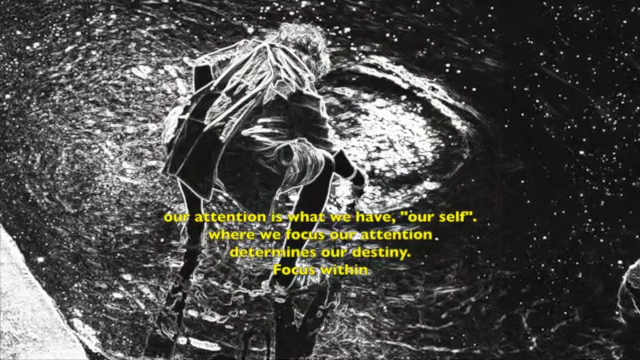 our attention is what we have, "our self".
where we focus our attention
determines our destiny.
Focus within